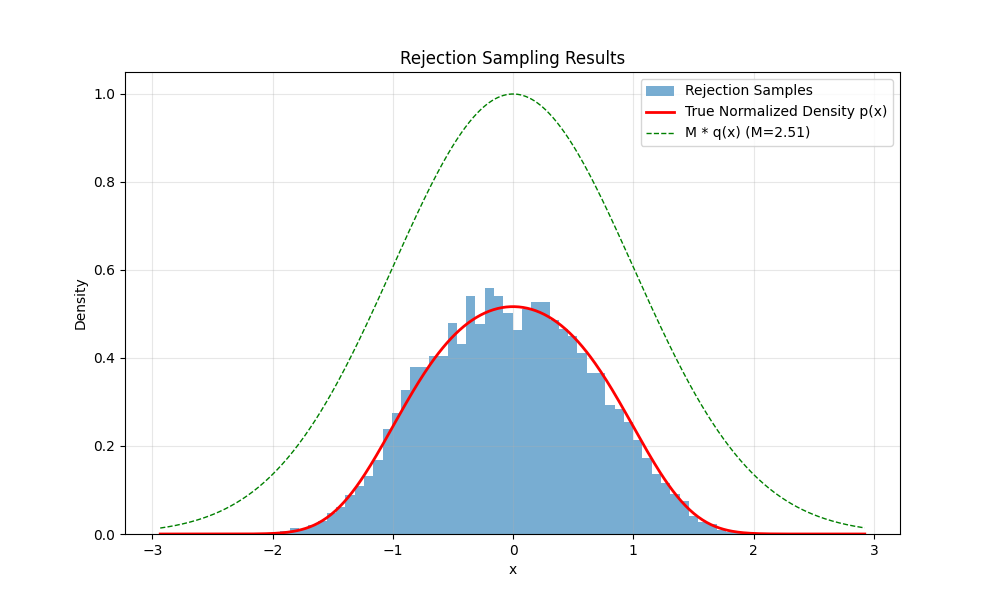 Rejection Sampling Results
Rejection Samples
True Normalized Density p(x)
M * q(x) (M=2.51)
1.0
0.8
0.6
0.4
0.2
0.0
Density
−3
−2
−1
0
1
2
3
x